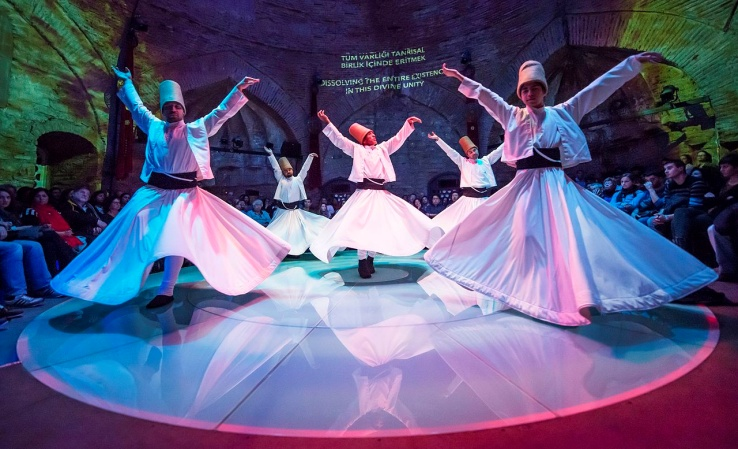 TÜM VARLIĞI TANRISAL
BİRLİK İÇİNDE ERİTMEK
DISSOLVING THE ENTIRE EXISTENCE
IN THIS DIVINE UNITY